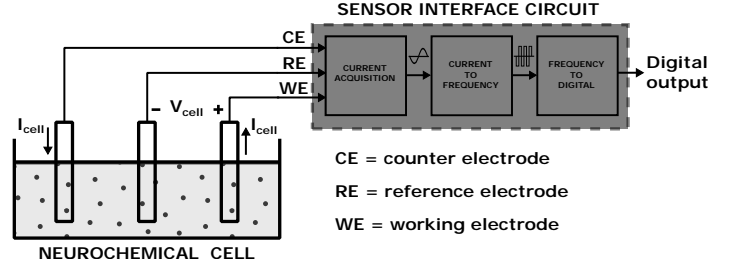 SENSOR INTERFACE CIRCUIT
CE
RE
WE
CURRENT
ACQUISITION
CURRENT
TO
FREQUENCY
FREQUENCY
TO
DIGITAL
Digital
output
– Vcell +
Icell
Icell
CE = counter electrode
RE = reference electrode
WE = working electrode
NEUROCHEMICAL CELL